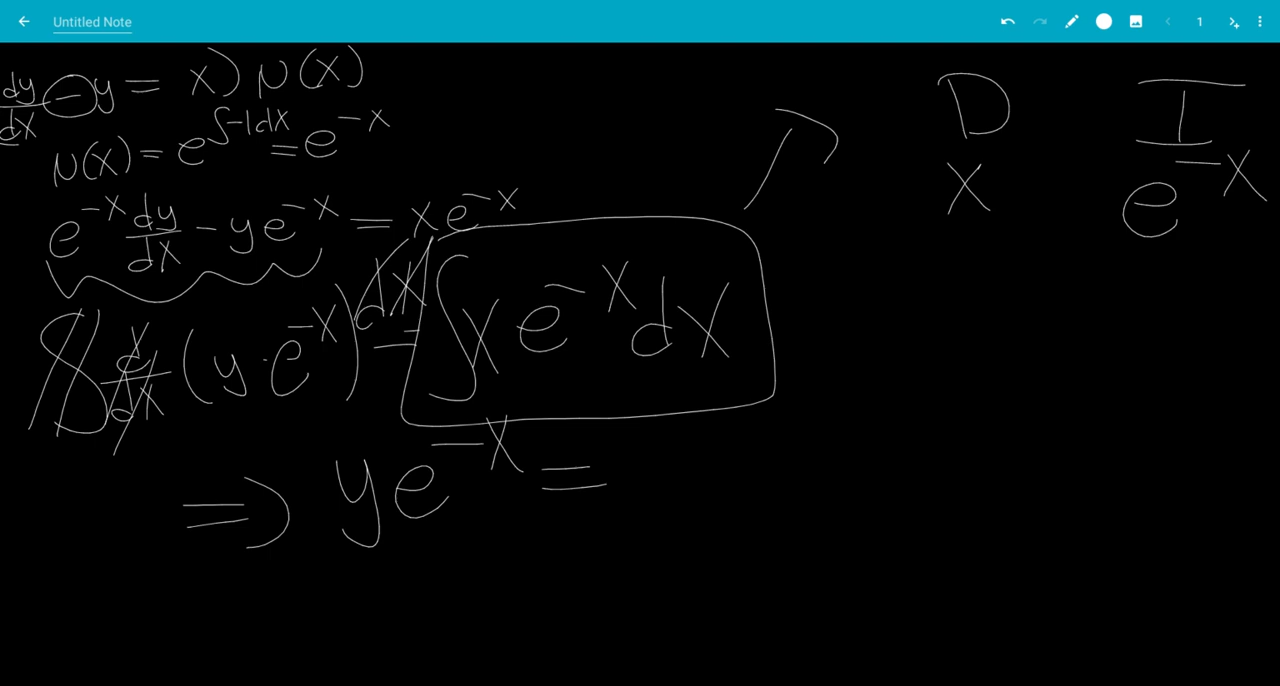 Untitled Note
1
dy/dx - y = x) μ(x)
μ(x) = e^∫-1dx = e^-x
e^-x dy/dx - ye^-x = xe^-x
∫ d/dx (y·e^-x) dx = ∫xe^-x dx
=> ye^-x =
D I
x e^-x